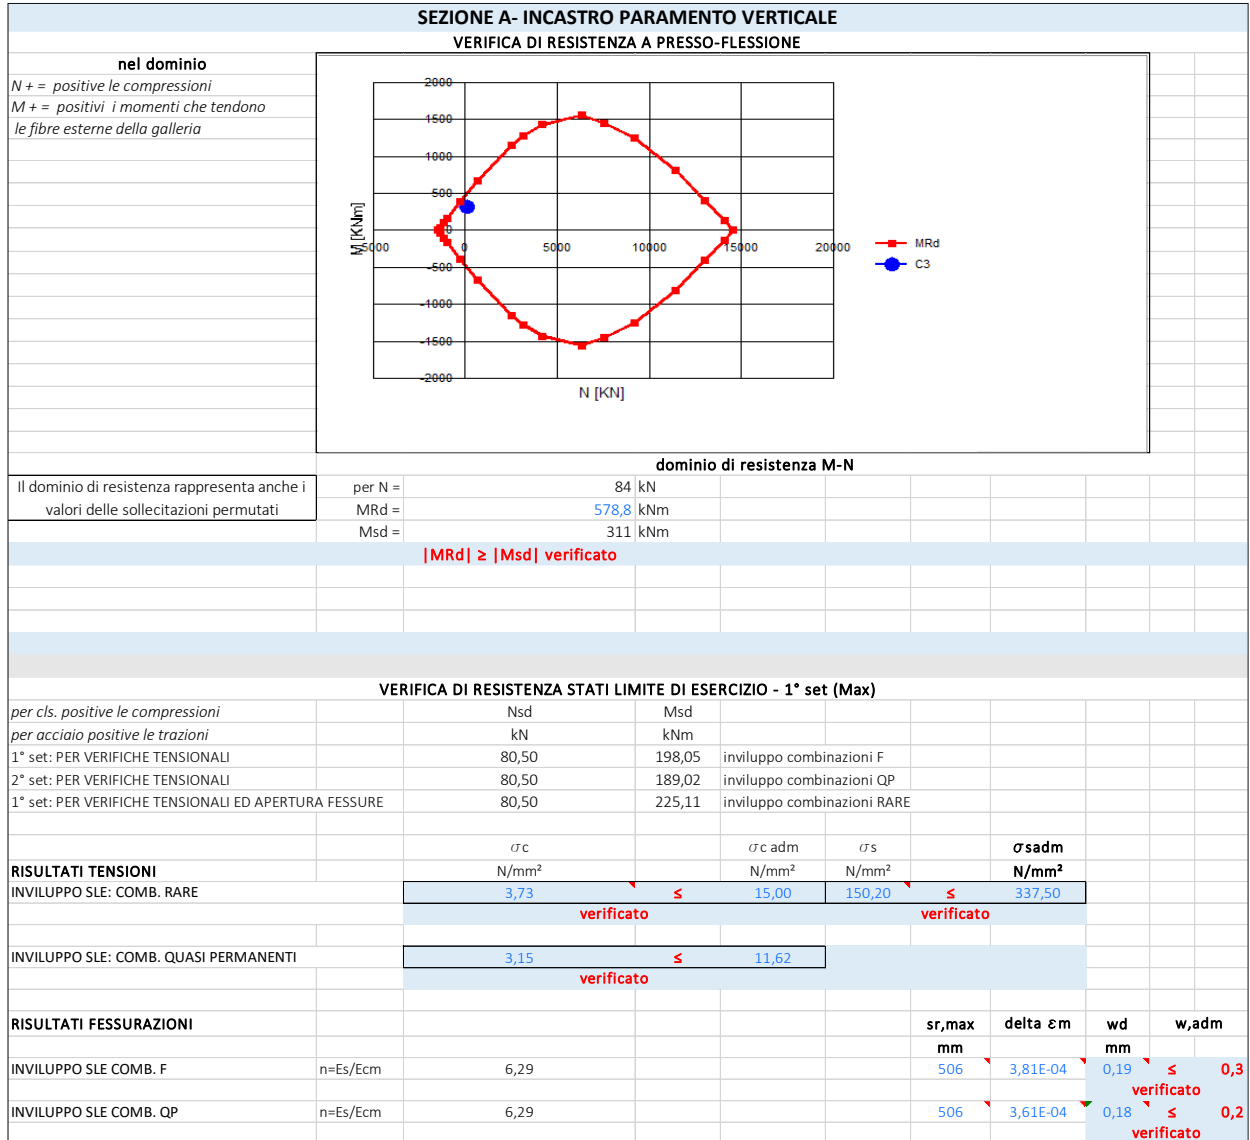 SEZIONE A- INCASTRO PARAMENTO VERTICALE
VERIFICA DI RESISTENZA A PRESSO-FLESSIONE
nel dominio
N + = positive le compressioni
M + = positivi i momenti che tendono
le fibre esterne della galleria
2000
1500
1000
500
0
-500
-1000
-1500
-2000
-5000 0 5000 10000 15000 20000
M [KNm]
N [KN]
MRd
C3
dominio di resistenza M-N
Il dominio di resistenza rappresenta anche i
valori delle sollecitazioni permutati
per N = 84 kN
MRd = 578,8 kNm
Msd = 311 kNm
|MRd| ≥ |Msd| verificato
VERIFICA DI RESISTENZA STATI LIMITE DI ESERCIZIO - 1° set (Max)
per cls. positive le compressioni Nsd Msd
per acciaio positive le trazioni kN kNm
1° set: PER VERIFICHE TENSIONALI 80,50 198,05 inviluppo combinazioni F
2° set: PER VERIFICHE TENSIONALI 80,50 189,02 inviluppo combinazioni QP
1° set: PER VERIFICHE TENSIONALI ED APERTURA FESSURE 80,50 225,11 inviluppo combinazioni RARE
σc σc adm σs σsadm
RISULTATI TENSIONI N/mm² N/mm² N/mm² N/mm²
INVILUPPO SLE: COMB. RARE 3,73 ≤ 15,00 150,20 ≤ 337,50
verificato verificato
INVILUPPO SLE: COMB. QUASI PERMANENTI 3,15 ≤ 11,62
verificato
RISULTATI FESSURAZIONI sr,max delta εm wd w,adm
mm mm
INVILUPPO SLE COMB. F n=Es/Ecm 6,29 506 3,81E-04 0,19 ≤ 0,3
verificato
INVILUPPO SLE COMB. QP n=Es/Ecm 6,29 506 3,61E-04 0,18 ≤ 0,2
verificato